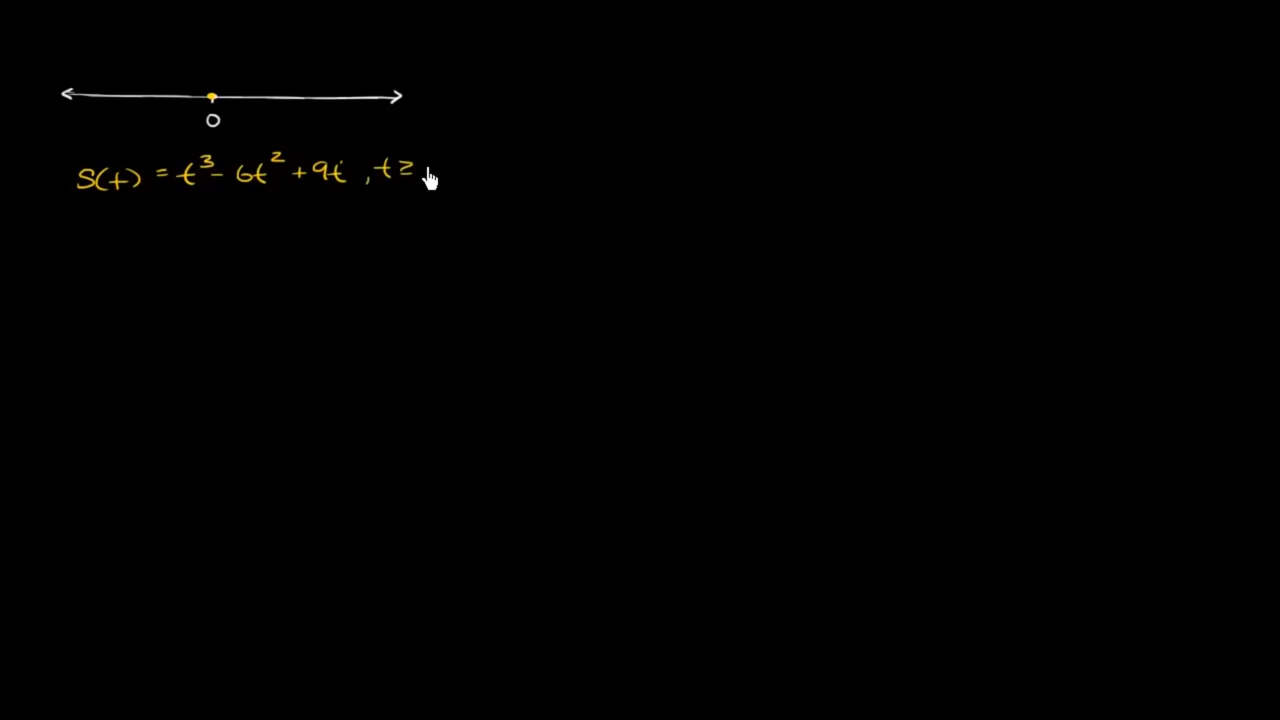 0
S(t) = t³ - 6t² + 9t , t ≥